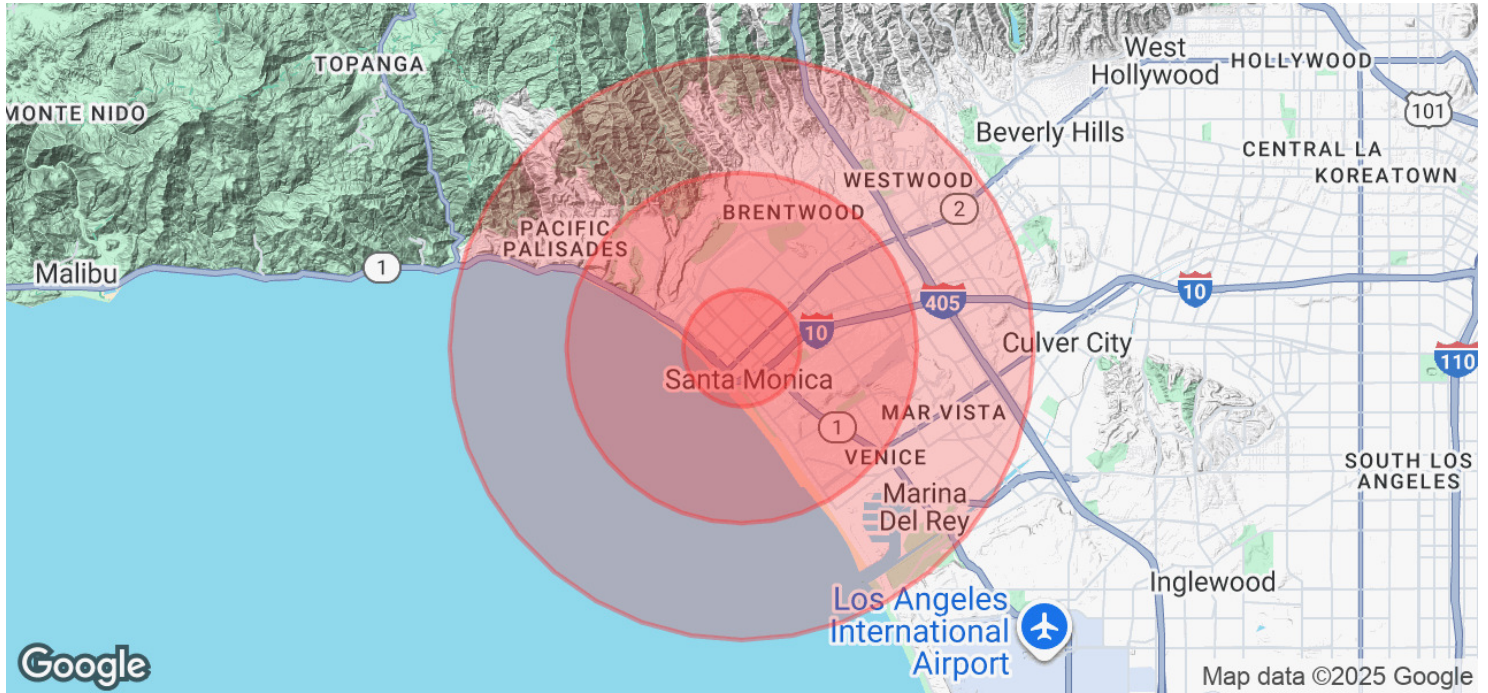 West
Hollywood
HOLLYWOOD
TOPANGA
MONTE NIDO
101
Beverly Hills
CENTRAL LA
KOREATOWN
WESTWOOD
2
BRENTWOOD
PACIFIC
PALISADES
Malibu
1
405
10
10
Culver City
110
Santa Monica
MAR VISTA
1
VENICE
SOUTH LOS
ANGELES
Marina
Del Rey
Inglewood
Los Angeles
International
Airport
Google
Map data ©2025 Google